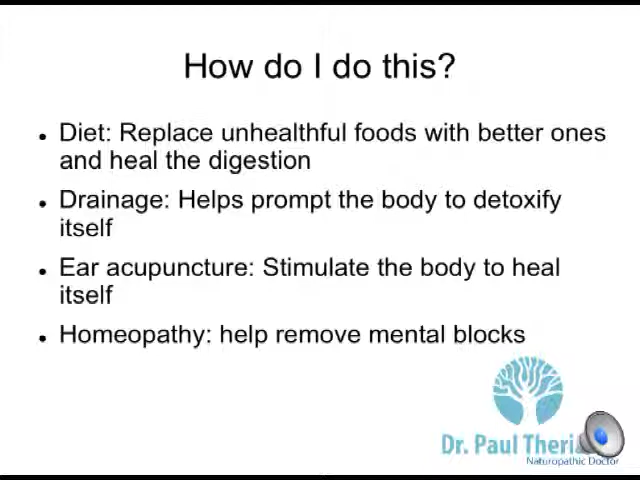 How do I do this?
• Diet: Replace unhealthful foods with better ones
and heal the digestion
• Drainage: Helps prompt the body to detoxify
itself
• Ear acupuncture: Stimulate the body to heal
itself
• Homeopathy: help remove mental blocks
Dr. Paul
Naturopathic Doctor